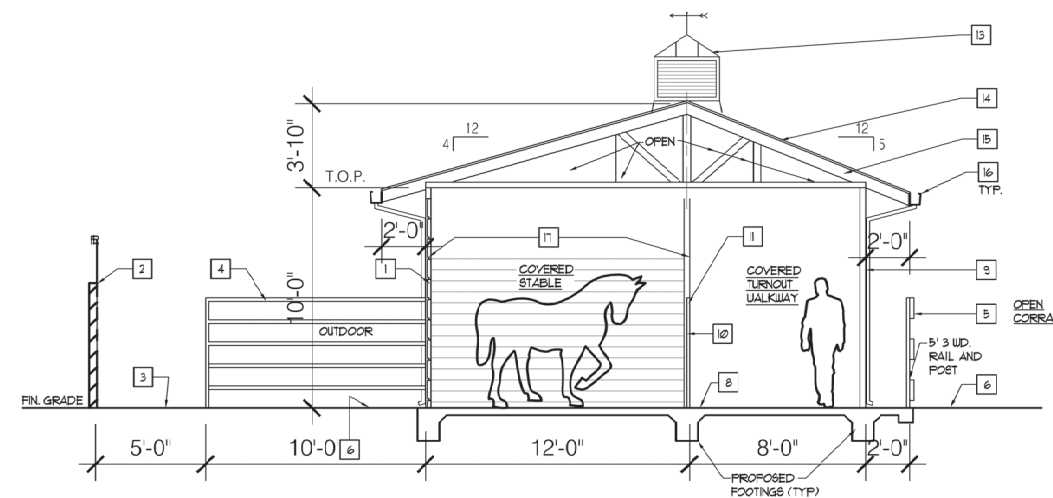 13
14
12
4
OPEN
12
5
15
3'-10"
T.O.P.
16
TYP.
2'-0"
17
11
2'-0"
2
4
1
COVERED
STABLE
COVERED
TURNOUT
WALKWAY
9
10'-0"
OUTDOOR
5
OPEN
CORRA
10
5' 3 WD.
RAIL AND
POST
3
8
6
FIN. GRADE
5'-0"
10'-0
6
12'-0"
8'-0"
2'-0"
PROPOSED
FOOTINGS (TYP)